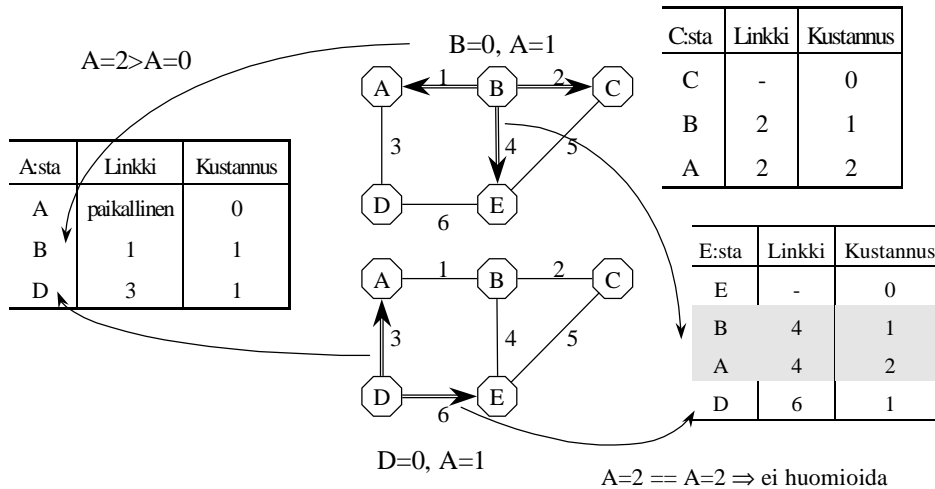 A=2>A=0
B=0, A=1
A
1
B
2
C
3
4
5
D
6
E
C:sta Linkki Kustannus
C - 0
B 2 1
A 2 2
A:sta Linkki Kustannus
A paikallinen 0
B 1 1
D 3 1
E:sta Linkki Kustannus
E - 0
B 4 1
A 4 2
D 6 1
A
1
B
2
C
3
4
5
D
6
E
D=0, A=1
A=2 == A=2 ⇒ ei huomioida